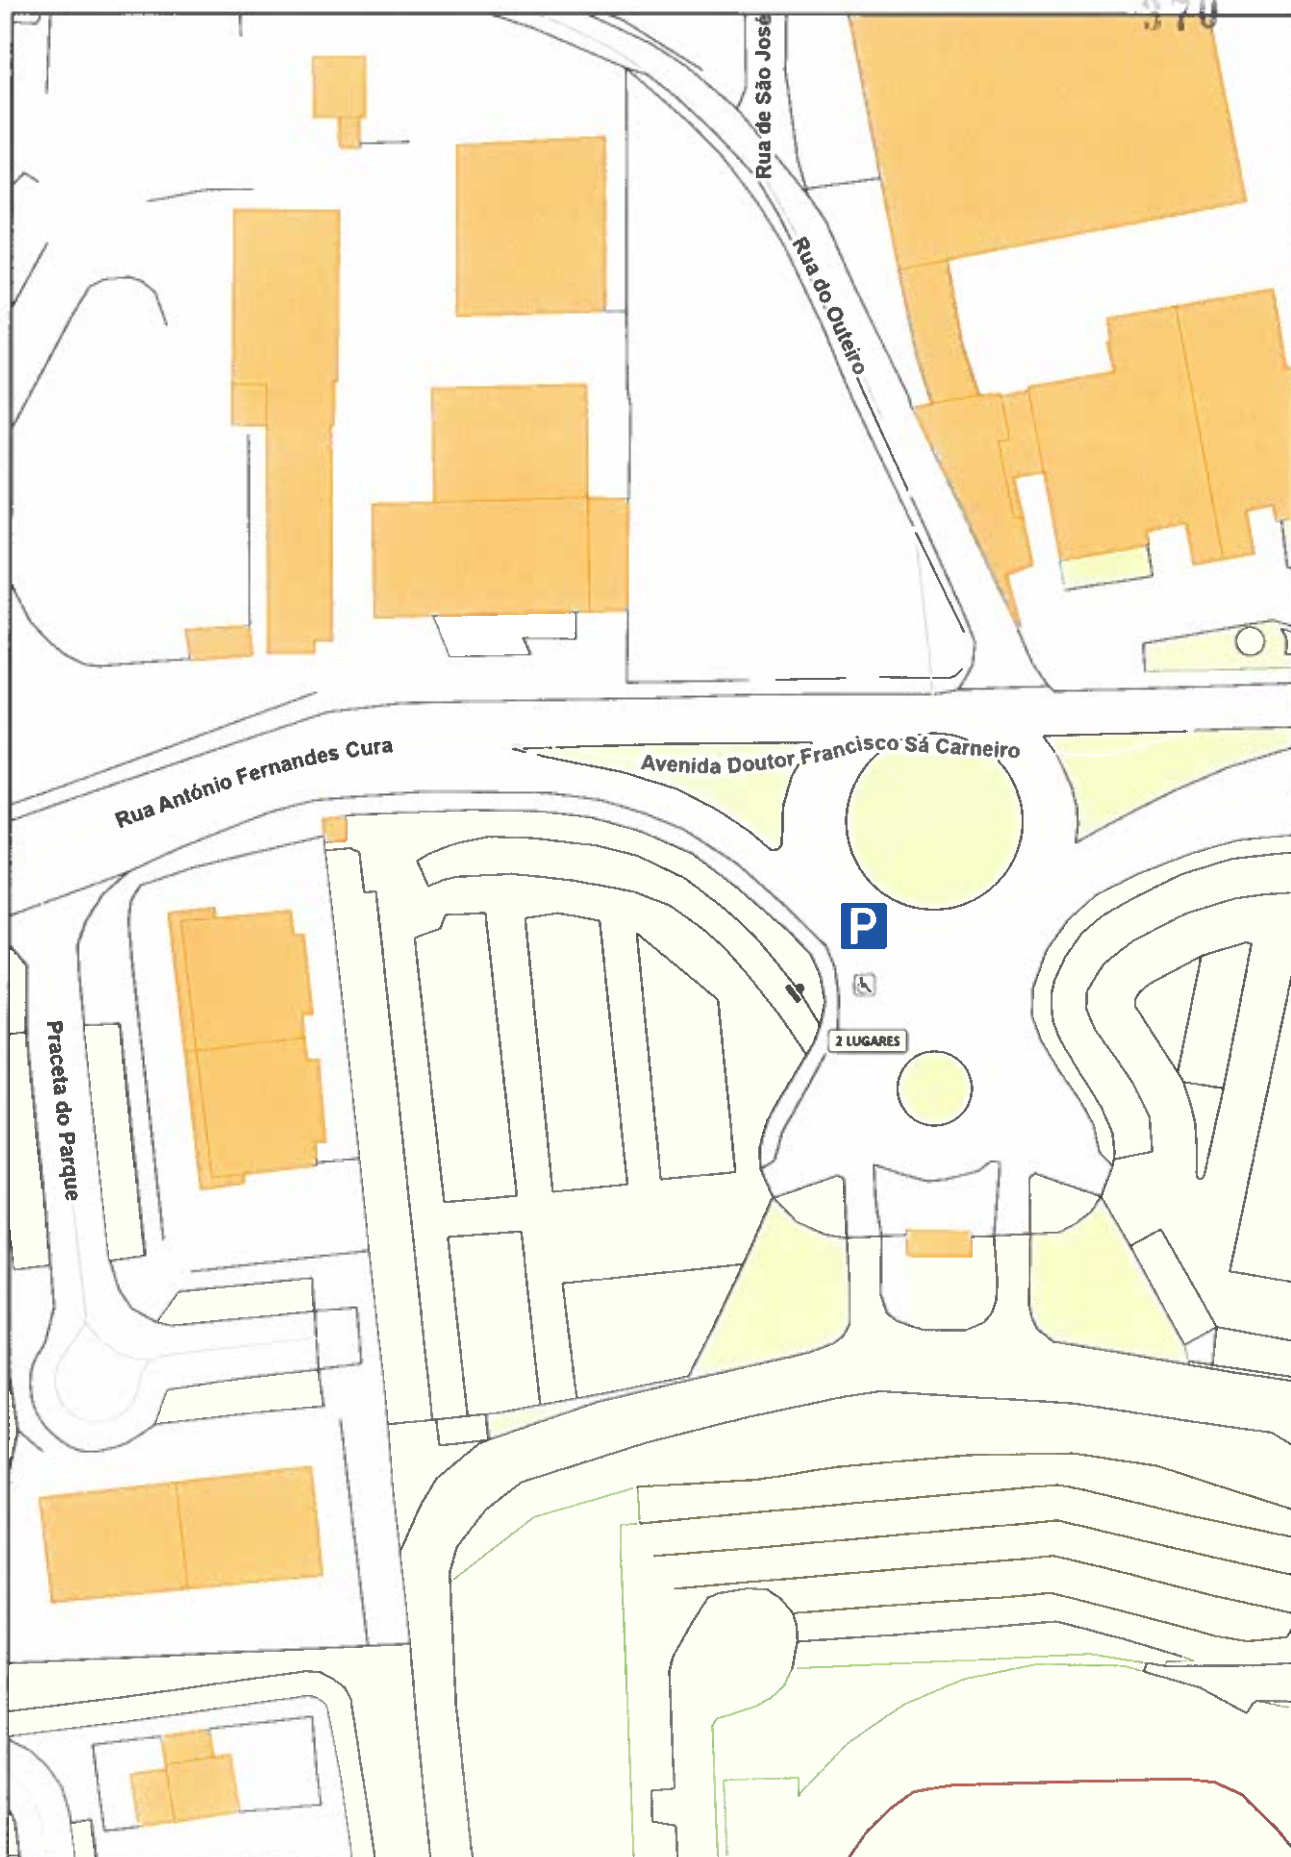 370
Rua de São José
Rua do Outeiro
Rua António Fernandes Cura
Avenida Doutor Francisco Sá Carneiro
P
2 LUGARES
Praceta do Parque